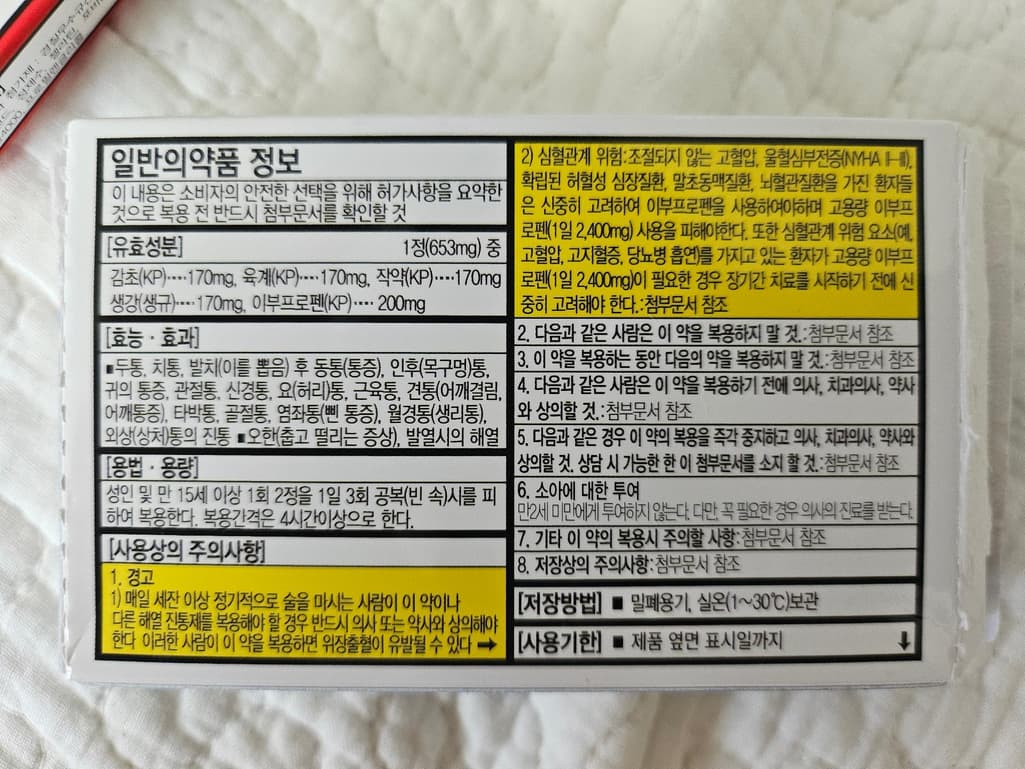 첨가제 : 경질무수규산
일반의약품 정보
이 내용은 소비자의 안전한 선택을 위해 허가사항을 요약한
것으로 복용 전 반드시 첨부문서를 확인할 것
[유효성분] 1정(653mg) 중
감초(KP)····170mg, 육계(KP)····170mg, 작약(KP)····170mg
생강(생규)····170mg, 이부프로펜(KP)···· 200mg
[효능 · 효과]
■두통, 치통, 발치(이를 뽑음) 후 동통(통증), 인후(목구멍)통,
귀의 통증, 관절통, 신경통, 요(허리)통, 근육통, 견통(어깨결림,
어깨통증), 타박통, 골절통, 염좌통(삔 통증), 월경통(생리통),
외상(상처)통의 진통 ■오한(춥고 떨리는 증상), 발열시의 해열
[용법 · 용량]
성인 및 만 15세 이상 1회 2정을 1일 3회 공복(빈 속)시를 피
하여 복용한다. 복용간격은 4시간이상으로 한다.
[사용상의 주의사항]
1. 경고
1) 매일 세잔 이상 정기적으로 술을 마시는 사람이 이 약이나
다른 해열 진통제를 복용해야 할 경우 반드시 의사 또는 약사와 상의해야
한다 이러한 사람이 이 약을 복용하면 위장출혈이 유발될 수 있다 →
2) 심혈관계 위험:조절되지 않는 고혈압, 울혈심부전증(NYHA II-III),
확립된 허혈성 심장질환, 말초동맥질환, 뇌혈관질환을 가진 환자들
은 신중히 고려하여 이부프로펜을 사용하여야하며 고용량 이부프
로펜(1일 2,400mg) 사용을 피해야한다. 또한 심혈관계 위험 요소(예,
고혈압, 고지혈증, 당뇨병 흡연)를 가지고 있는 환자가 고용량 이부프
로펜(1일 2,400mg)이 필요한 경우 장기간 치료를 시작하기 전에 신
중히 고려해야 한다.:첨부문서 참조
2. 다음과 같은 사람은 이 약을 복용하지 말 것.:첨부문서 참조
3. 이 약을 복용하는 동안 다음의 약을 복용하지 말 것.:첨부문서 참조
4. 다음과 같은 사람은 이 약을 복용하기 전에 의사, 치과의사, 약사
와 상의할 것.:첨부문서 참조
5. 다음과 같은 경우 이 약의 복용을 즉각 중지하고 의사, 치과의사, 약사와
상의할 것. 상담 시 가능한 한 이 첨부문서를 소지 할 것.:첨부문서 참조
6. 소아에 대한 투여
만2세 미만에게 투여하지 않는다. 다만, 꼭 필요한 경우 의사의 진료를 받는다.
7. 기타 이 약의 복용시 주의할 사항:첨부문서 참조
8. 저장상의 주의사항:첨부문서 참조
[저장방법] ■ 밀폐용기, 실온(1~30℃)보관
[사용기한] ■ 제품 옆면 표시일까지 ↓